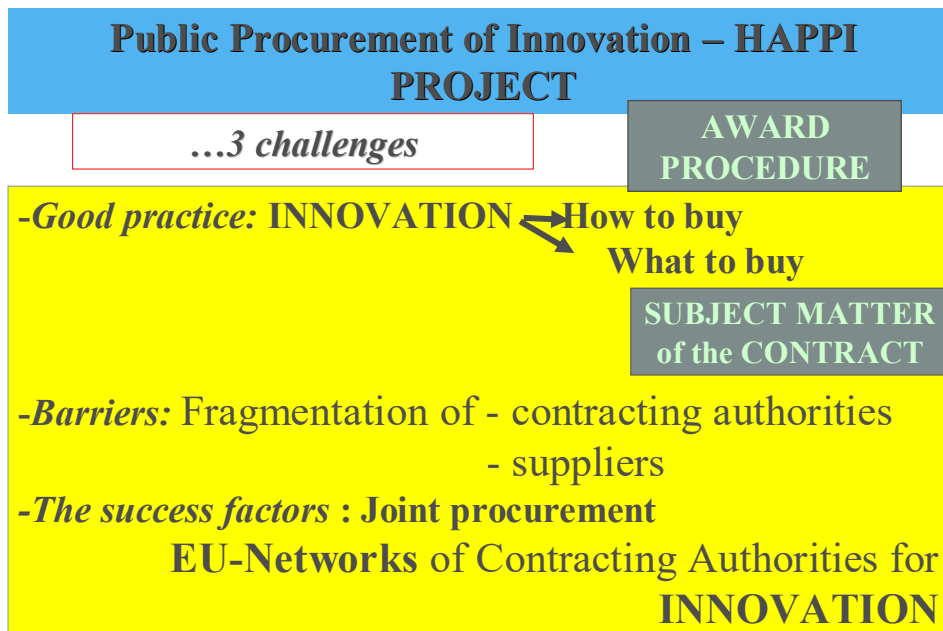 Public Procurement of Innovation – HAPPI
PROJECT
…3 challenges
AWARD
PROCEDURE
-Good practice: INNOVATION How to buy
What to buy
SUBJECT MATTER
of the CONTRACT
-Barriers: Fragmentation of - contracting authorities
- suppliers
-The success factors : Joint procurement
EU-Networks of Contracting Authorities for
INNOVATION